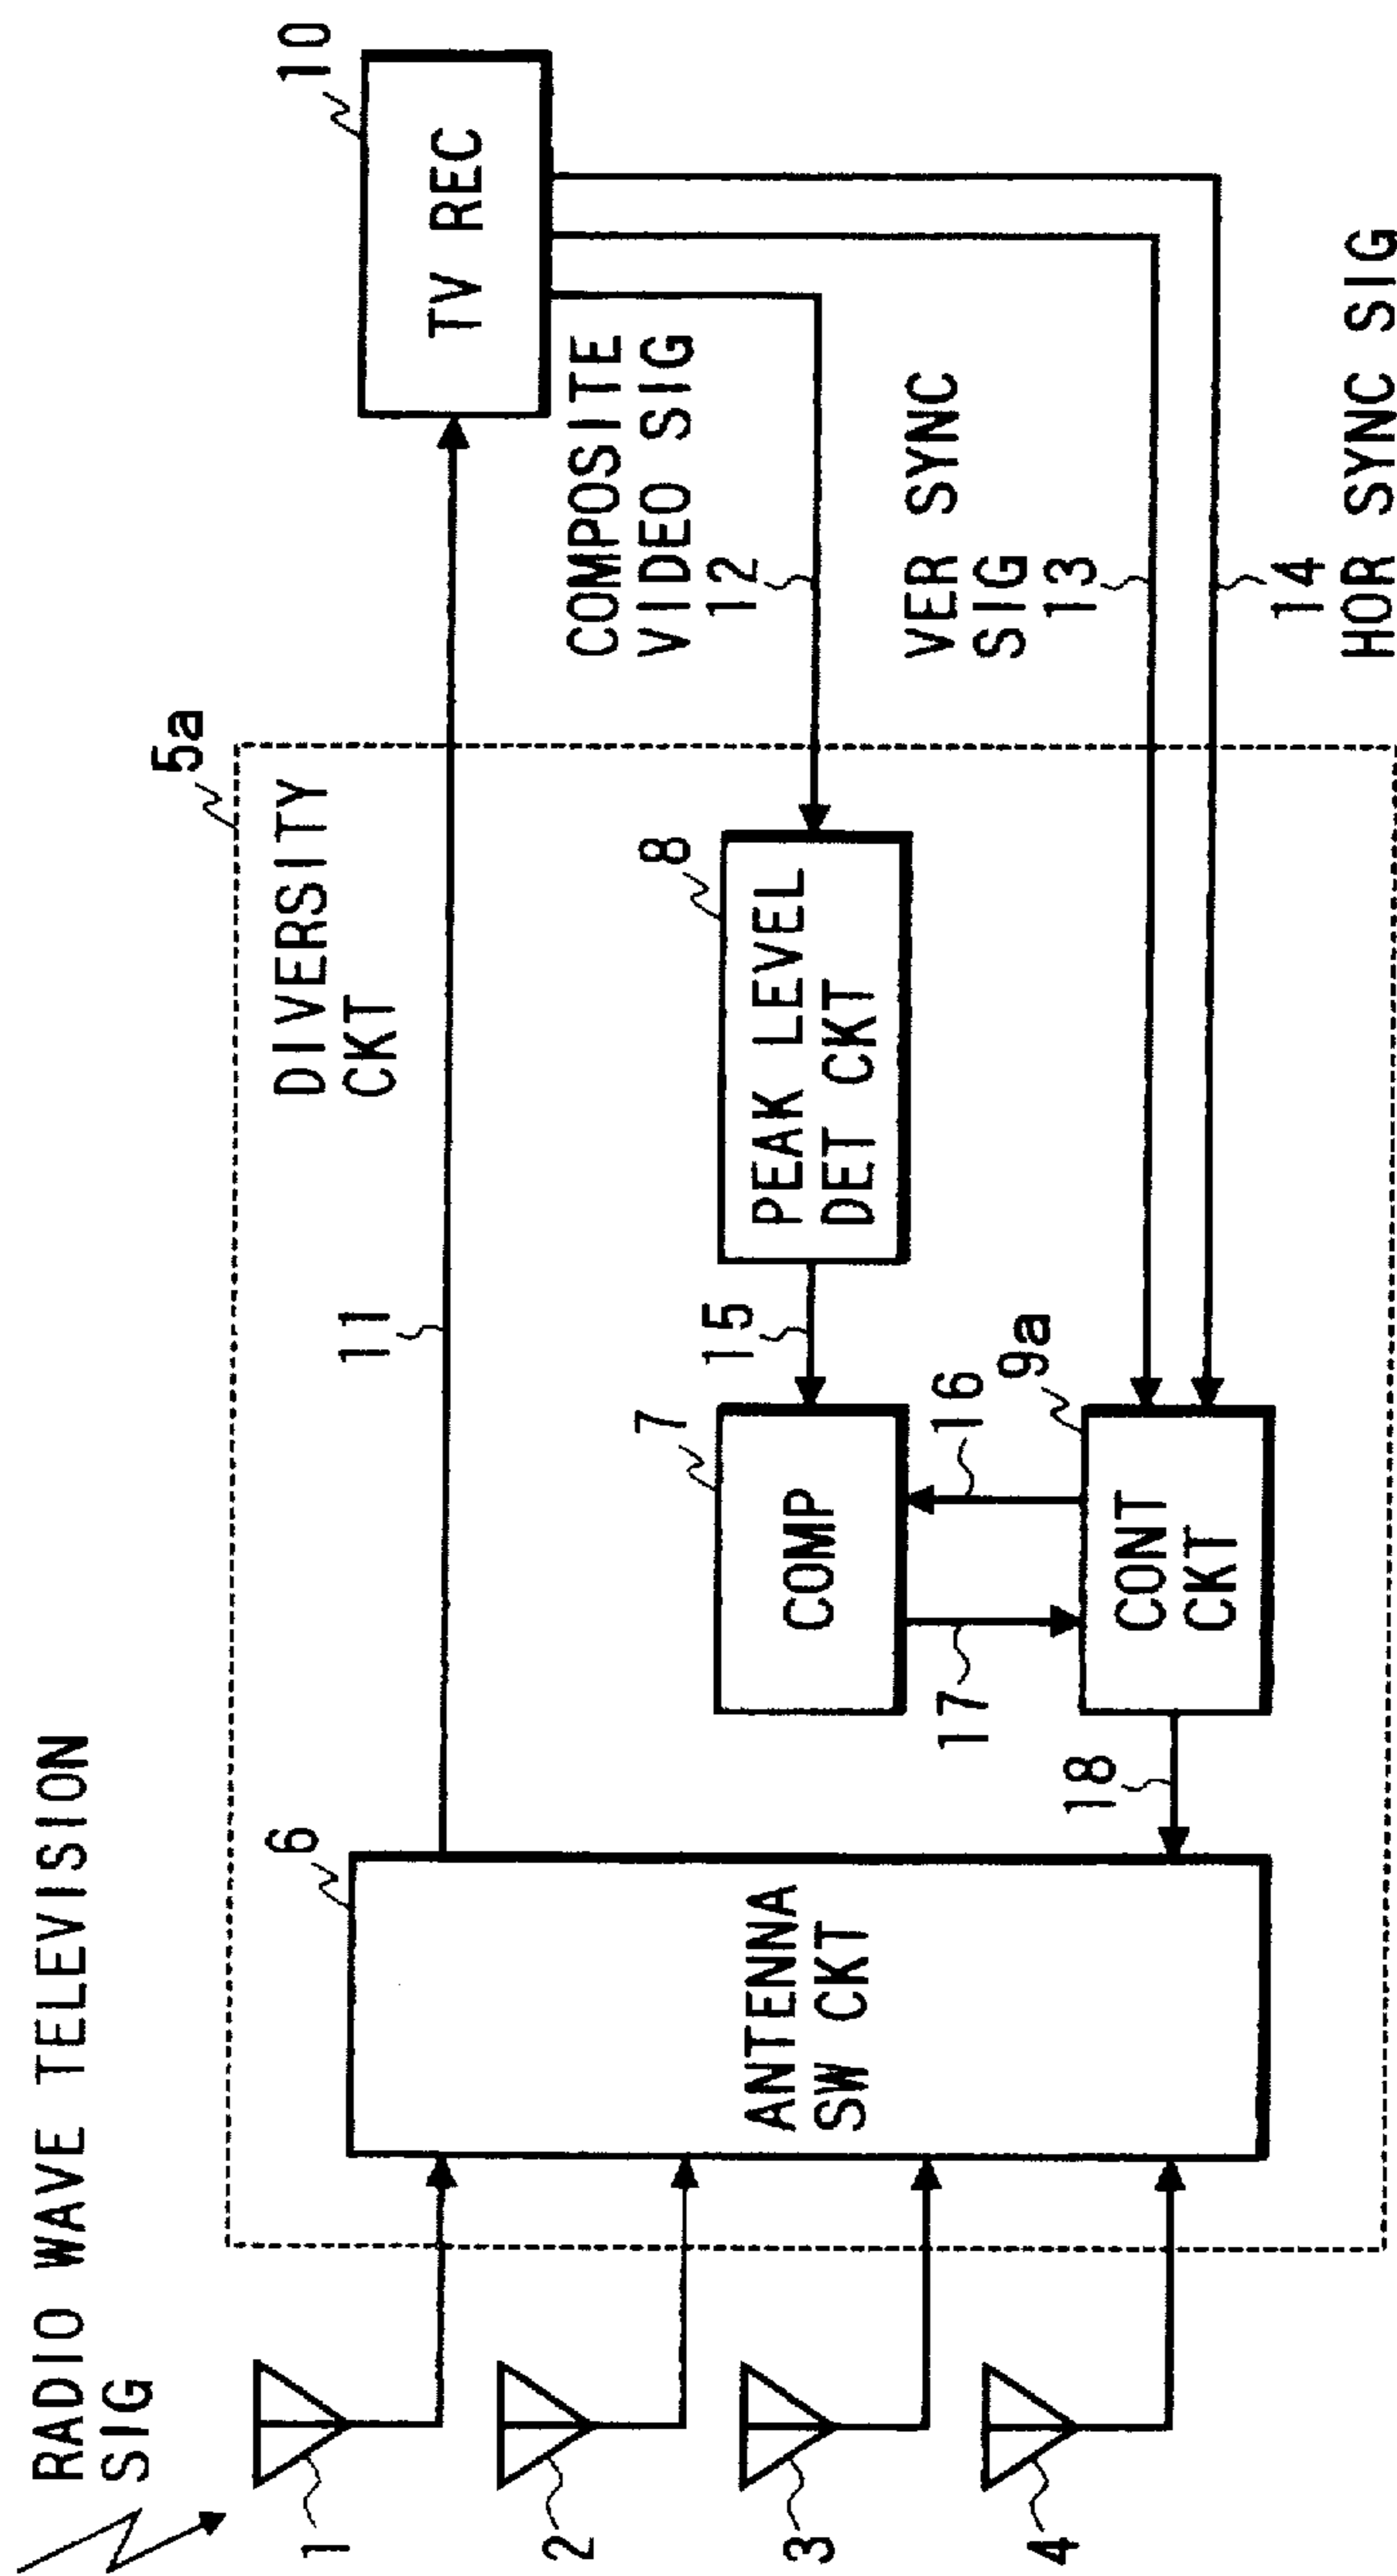 RADIO WAVE TELEVISION
SIG
5a
DIVERSITY
CKT
1
2
3
4
6
ANTENNA
SW CKT
11
10
TV REC
COMPOSITE
VIDEO SIG
12
8
PEAK LEVEL
DET CKT
15
7
COMP
16
17
9a
CONT
CKT
18
VER SYNC
SIG
13
14
HOR SYNC SIG